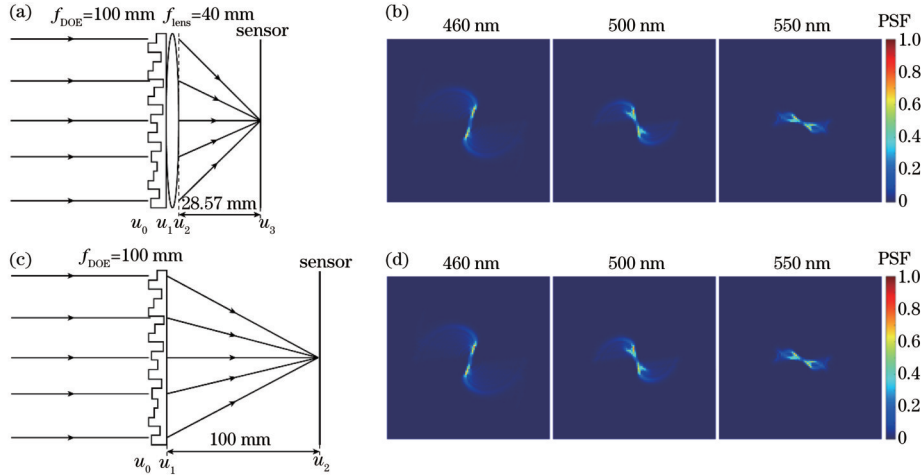 (a)
f_DOE=100 mm f_lens=40 mm
sensor
28.57 mm
u_0 u_1 u_2 u_3
(b)
460 nm 500 nm 550 nm PSF
1.0
0.8
0.6
0.4
0.2
0
(c)
f_DOE=100 mm
sensor
100 mm
u_0 u_1 u_2
(d)
460 nm 500 nm 550 nm PSF
1.0
0.8
0.6
0.4
0.2
0